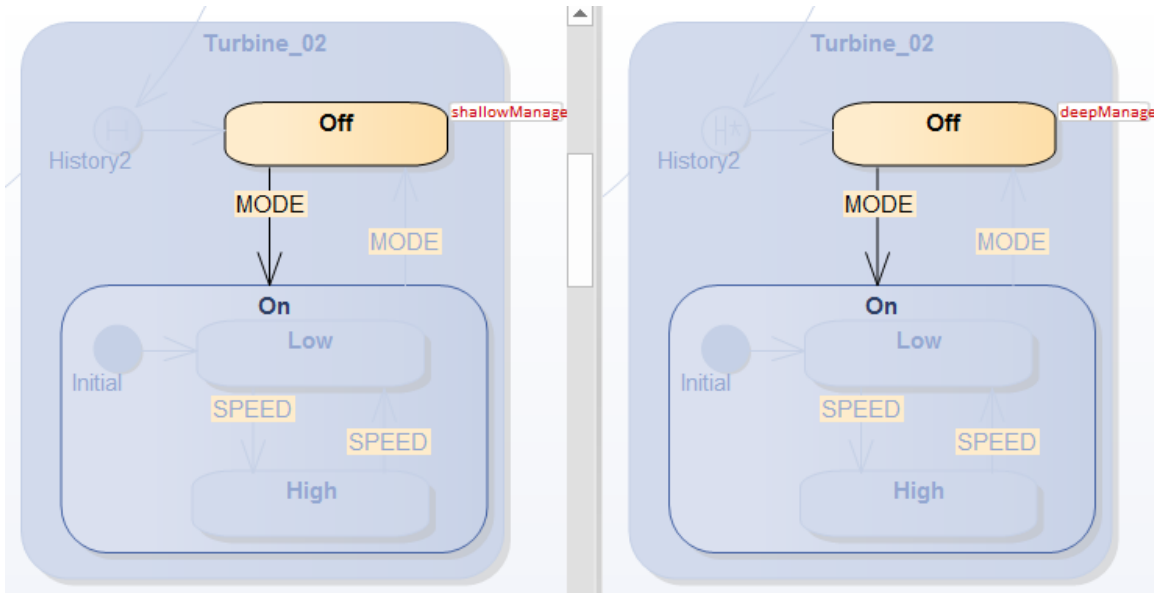 Turbine_02
H
Off
shallowManage
History2
MODE
MODE
On
Low
Initial
SPEED
SPEED
High
Turbine_02
H*
Off
deepManage
History2
MODE
MODE
On
Low
Initial
SPEED
SPEED
High